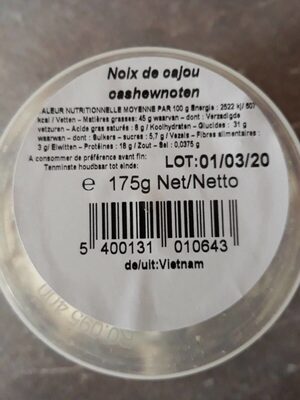 Noix de cajou
cashewnoten
ALEUR NUTRITIONNELLE MOYENNE PAR 100 g Energie : 2522 kj/ 607
kcal / Vetten – Matières grasses: 45 g waarvan – dont : Verzadigde
vetzuren – Acides gras saturés : 8 g / Koolhydraten – Glucides : 31 g
waarvan – dont : Suikers – sucres : 5,7 g / Vezels – Fibres alimentaires :
3 g/ Eiwitten – Protéines : 18 g / Zout – Sel : 0,0375 g
A consommer de préférence avant fin:
Tenminste houdbaar tot einde:
LOT:01/03/20
e 175g Net/Netto
5 400131 010643
de/uit:Vietnam